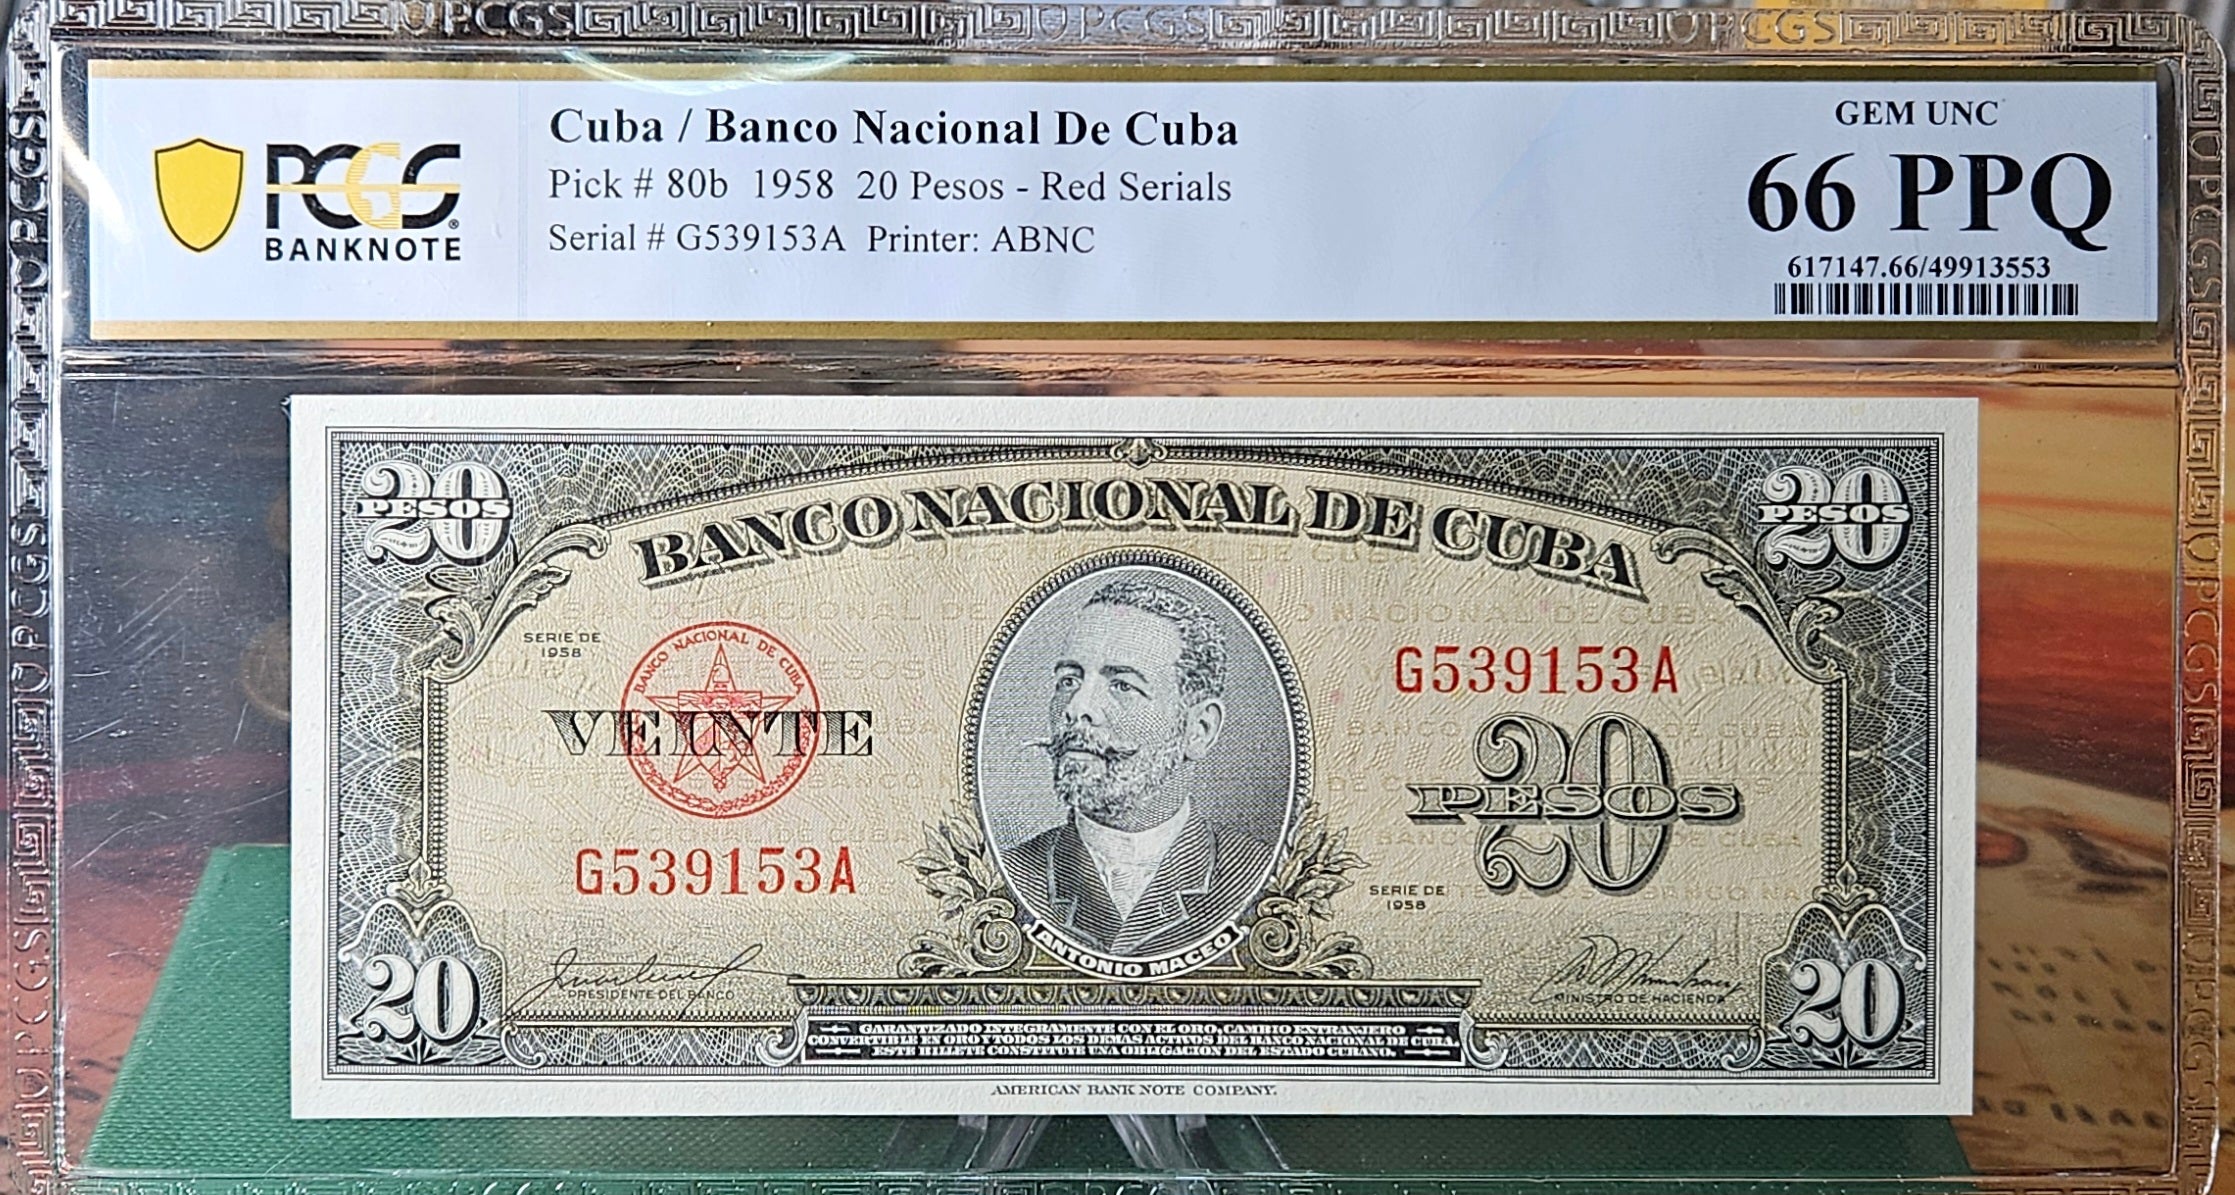 PCGS
BANKNOTE
Cuba / Banco Nacional De Cuba
Pick # 80b 1958 20 Pesos - Red Serials
Serial # G539153A Printer: ABNC
GEM UNC
66 PPQ
617147.66/49913553
20
PESOS
20
PESOS
BANCO NACIONAL DE CUBA
SERIE DE
1958
BANCO NACIONAL DE CUBA
G539153A
VEINTE
20
PESOS
G539153A
SERIE DE
1958
ANTONIO MACEO
20
PRESIDENTE DEL BANCO
MINISTRO DE HACIENDA
20
GARANTIZADO INTEGRAMENTE CON EL ORO, CAMBIO EXTRANJERO
CONVERTIBLE EN ORO Y TODOS LOS DEMAS ACTIVOS DEL BANCO NACIONAL DE CUBA.
ESTE BILLETE CONSTITUYE UNA OBLIGACION DEL ESTADO CUBANO.
AMERICAN BANK NOTE COMPANY.